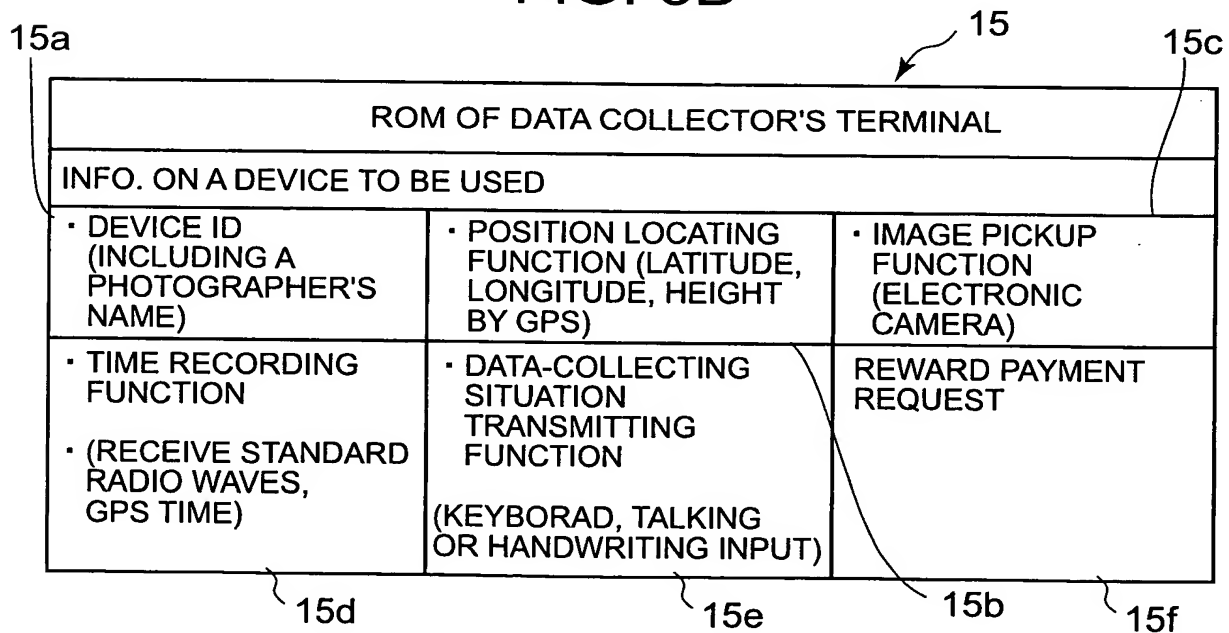 15a
15
15c
ROM OF DATA COLLECTOR'S TERMINAL
INFO. ON A DEVICE TO BE USED
· DEVICE ID
(INCLUDING A
PHOTOGRAPHER'S
NAME)
· POSITION LOCATING
FUNCTION (LATITUDE,
LONGITUDE, HEIGHT
BY GPS)
· IMAGE PICKUP
FUNCTION
(ELECTRONIC
CAMERA)
· TIME RECORDING
FUNCTION
· (RECEIVE STANDARD
RADIO WAVES,
GPS TIME)
· DATA-COLLECTING
SITUATION
TRANSMITTING
FUNCTION
(KEYBORAD, TALKING
OR HANDWRITING INPUT)
REWARD PAYMENT
REQUEST
15d
15e
15b
15f